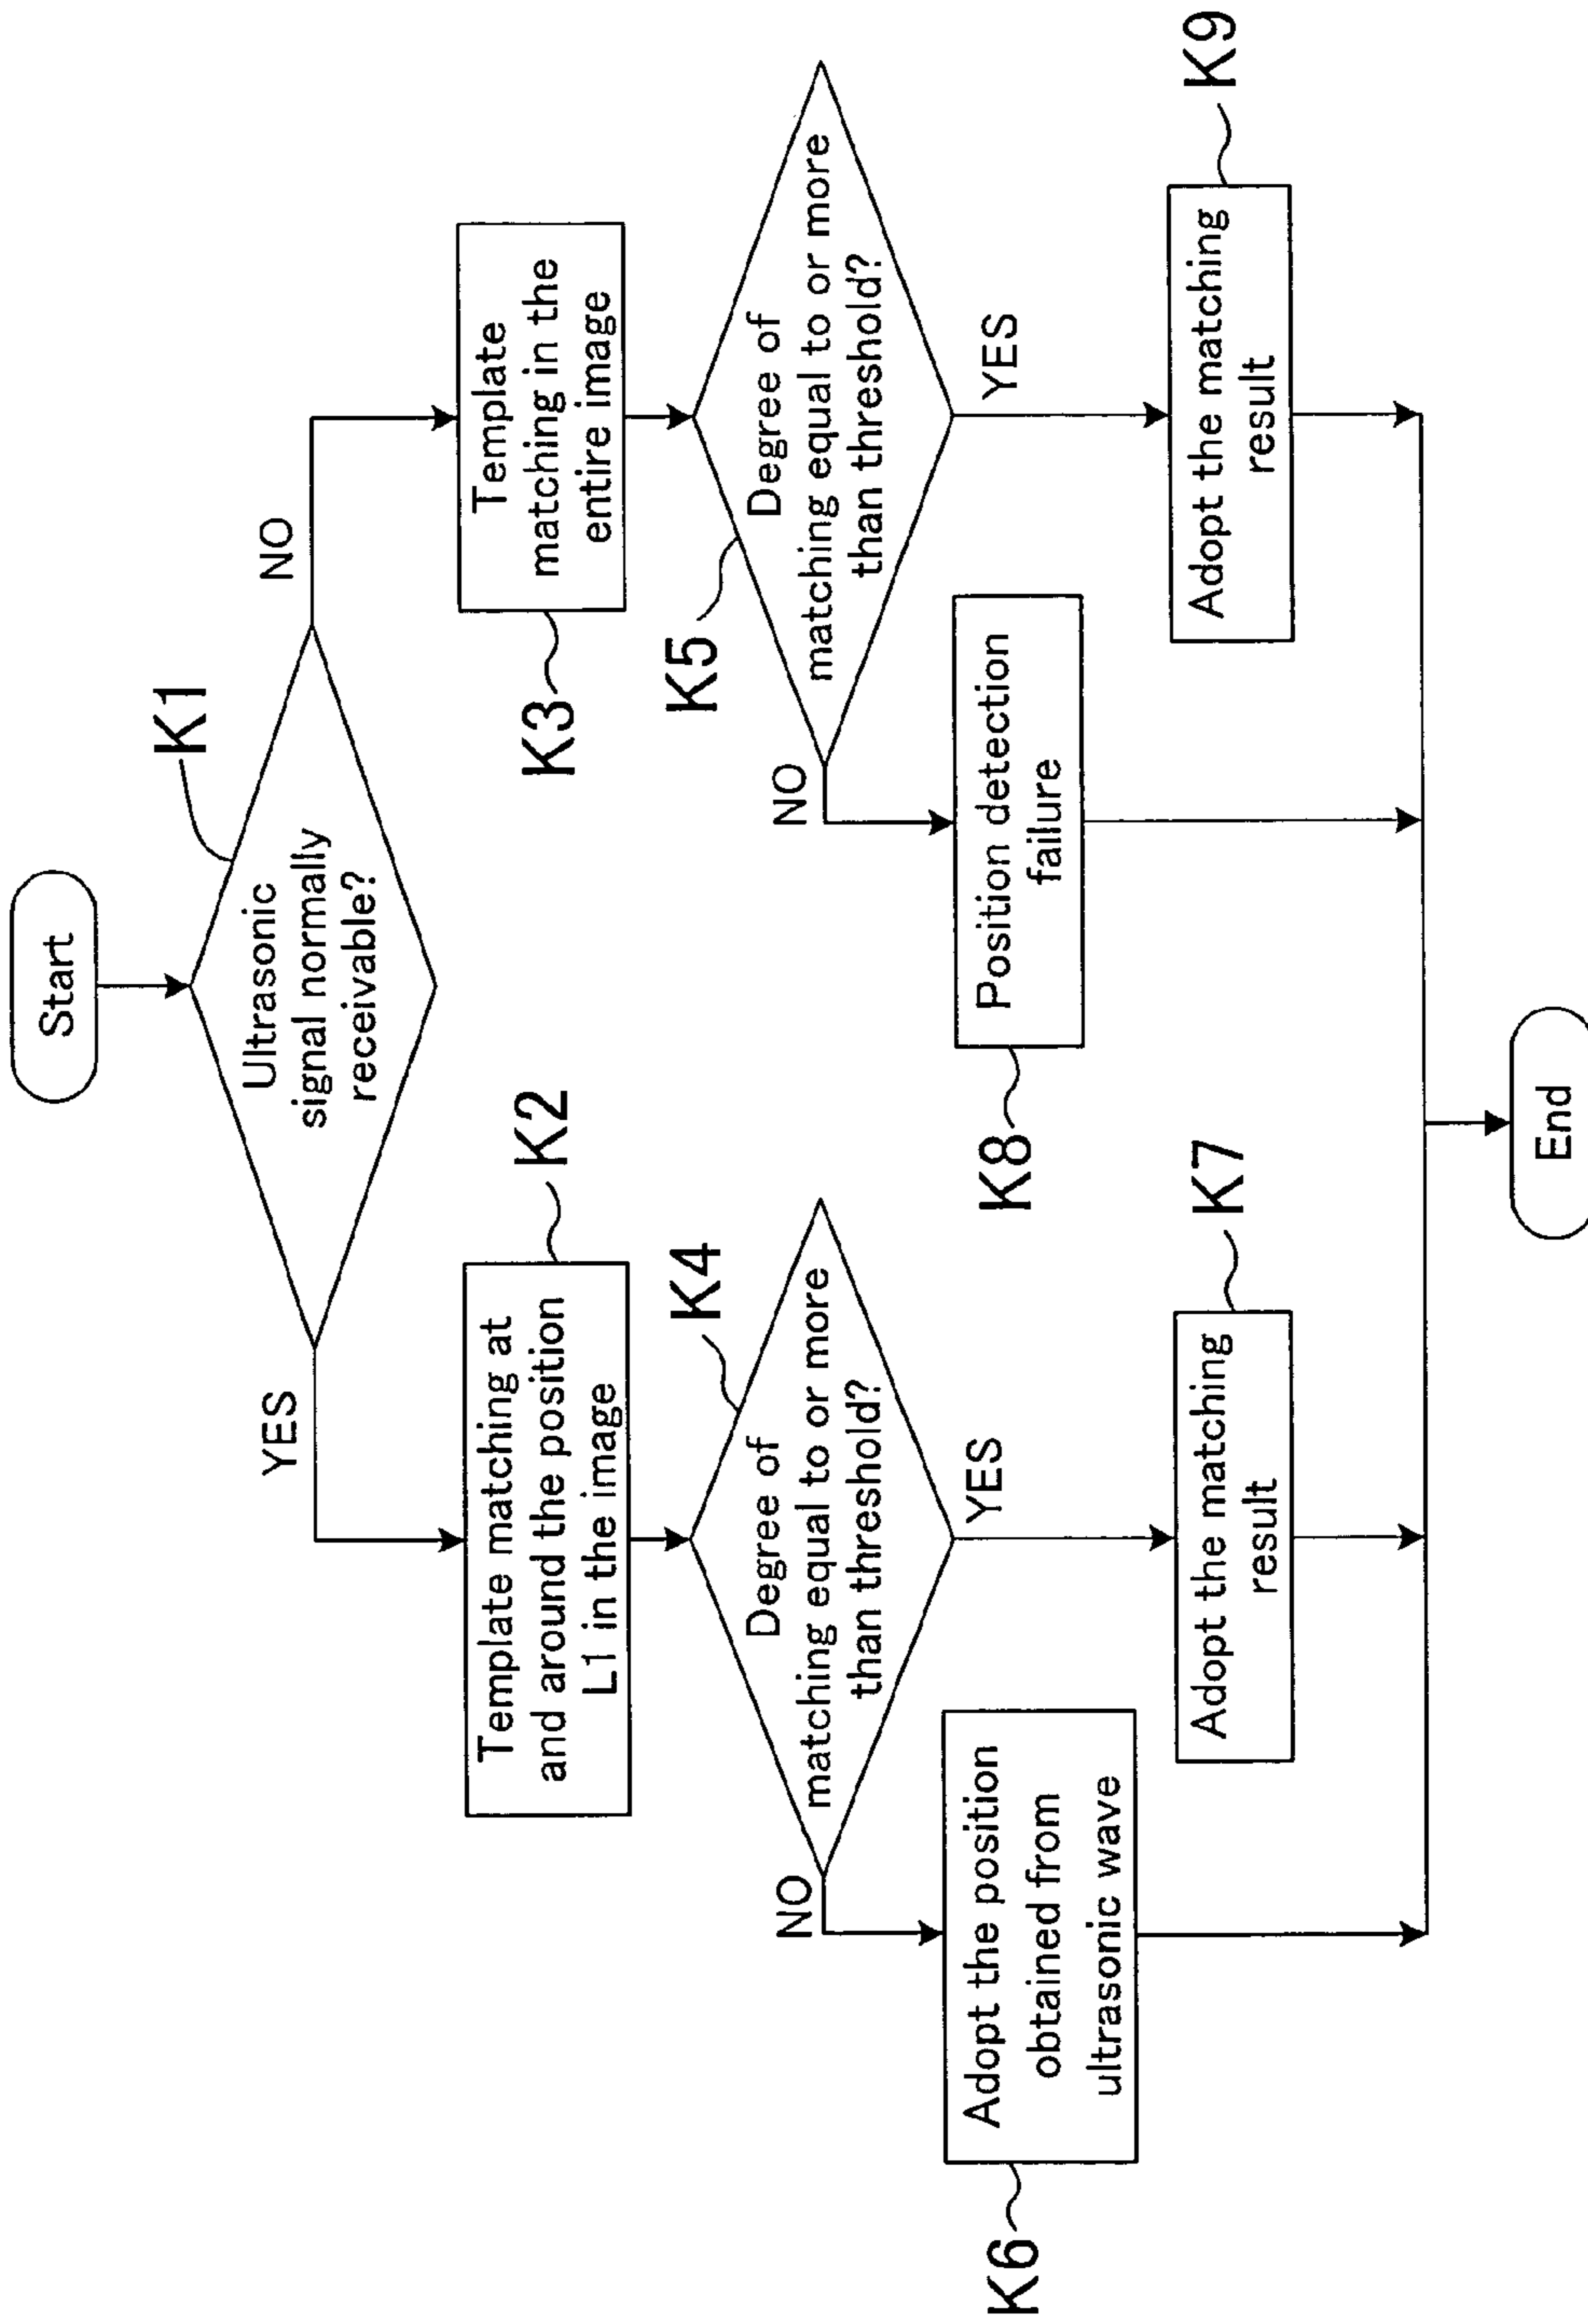 Start
K1
Ultrasonic
signal normally
receivable?
YES
NO
K2
Template matching at
and around the position
L1 in the image
K3
Template
matching in the
entire image
K4
Degree of
matching equal to or more
than threshold?
NO
YES
K5
Degree of
matching equal to or more
than threshold?
NO
YES
K6
Adopt the position
obtained from
ultrasonic wave
K7
Adopt the matching
result
K8
Position detection
failure
K9
Adopt the matching
result
End